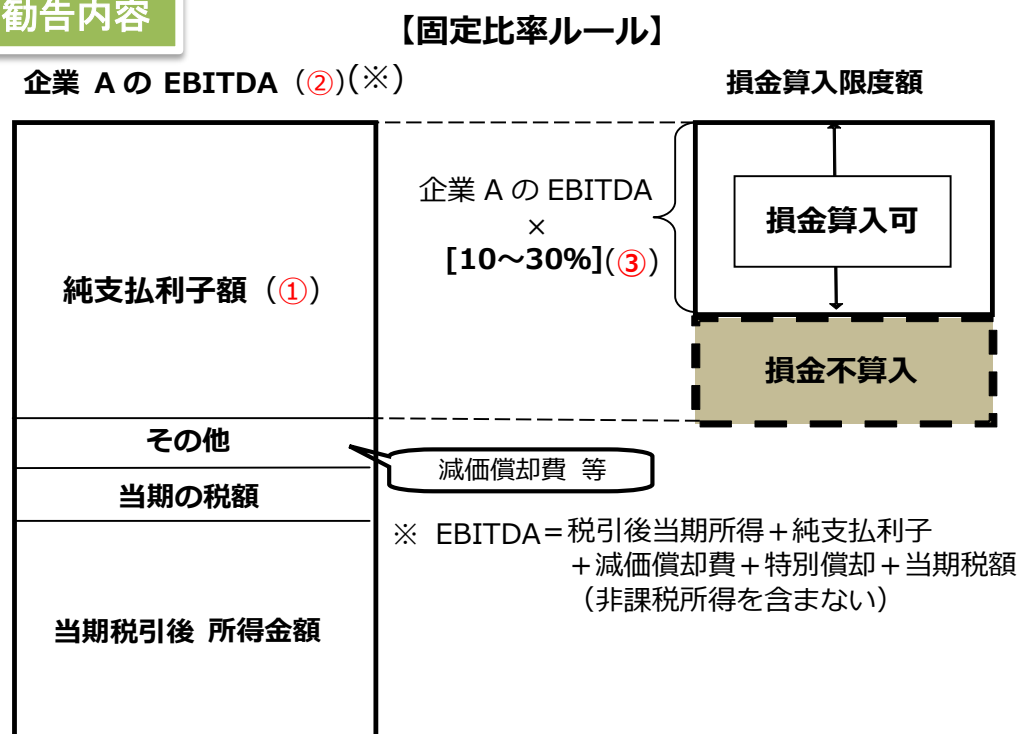 勧告内容
【固定比率ルール】
企業 A の EBITDA（②）（※）
損金算入限度額
企業 A の EBITDA
×
[10～30%]（③）
損金算入可
純支払利子額（①）
損金不算入
その他
減価償却費 等
当期の税額
※ EBITDA＝税引後当期所得＋純支払利子
＋減価償却費＋特別償却＋当期税額
（非課税所得を含まない）
当期税引後 所得金額